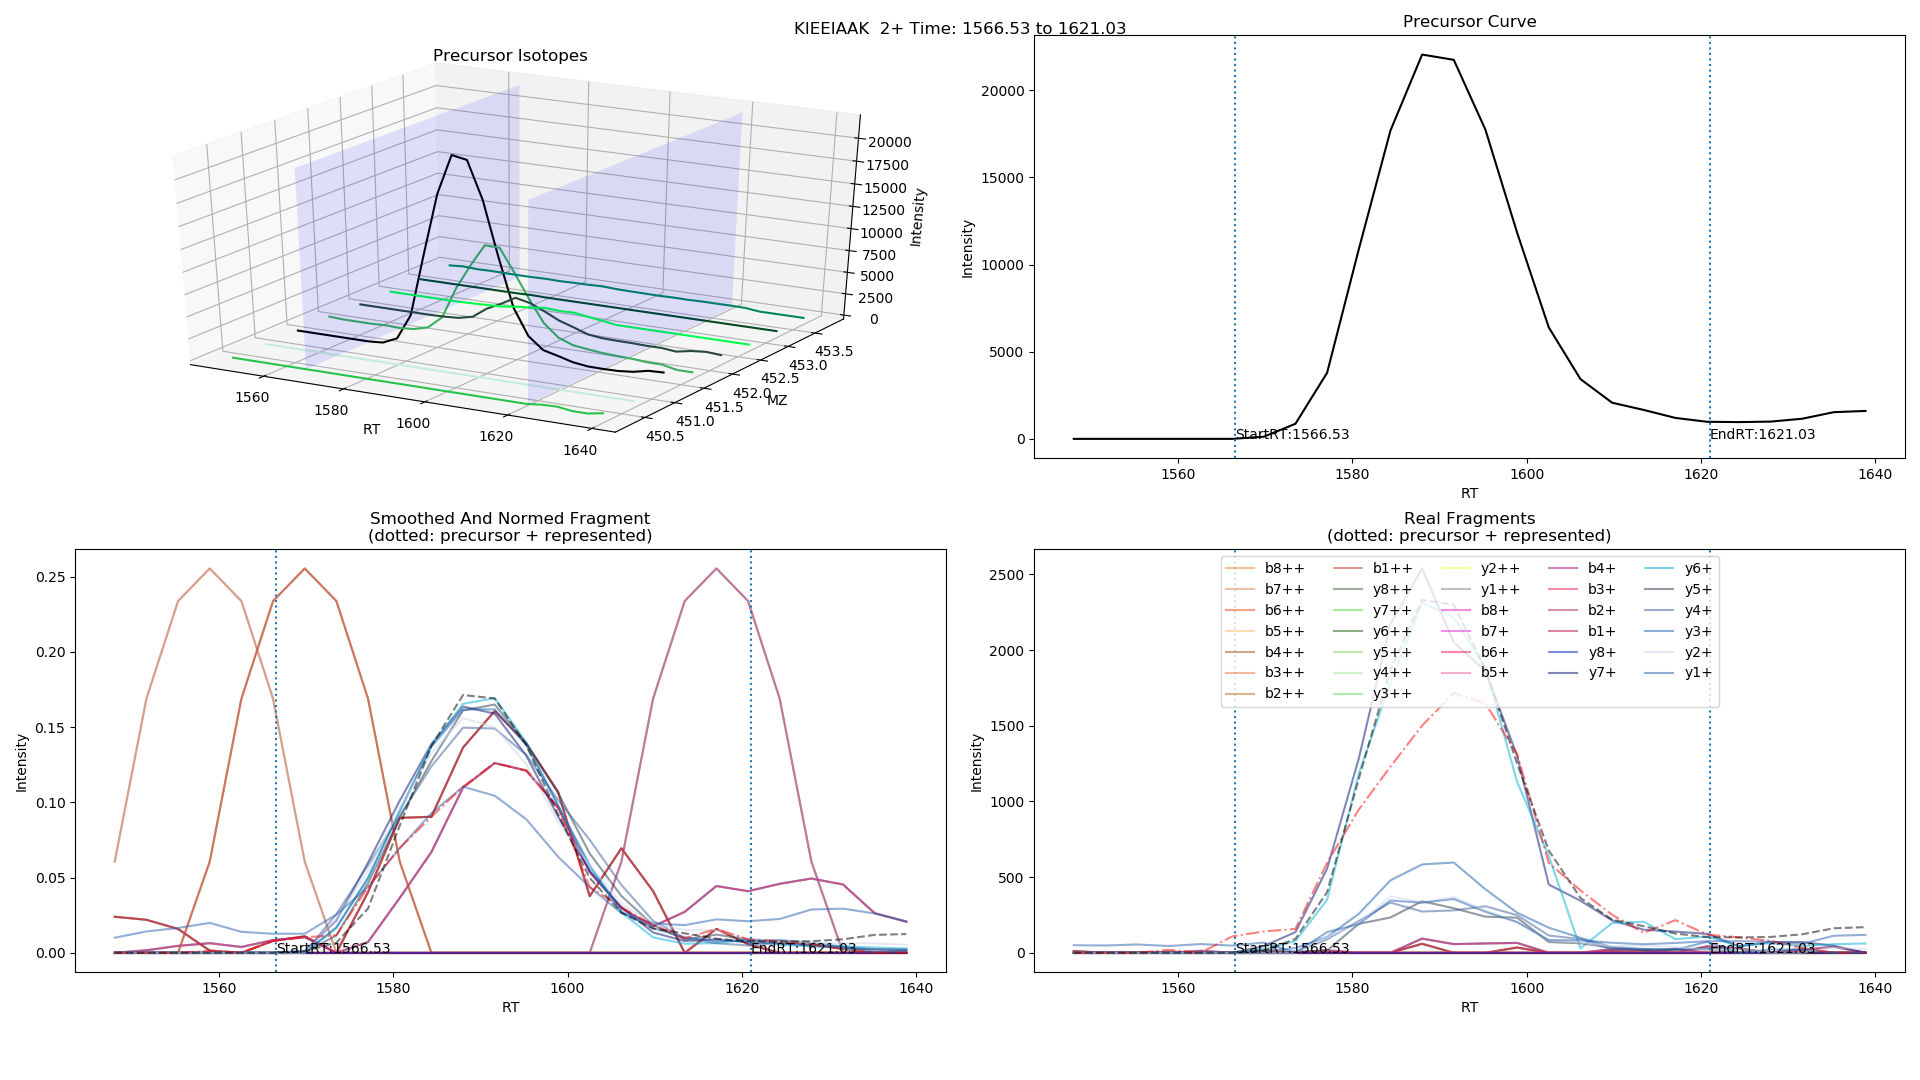 KIEEIAAK  2+ Time: 1566.53 to 1621.03
Precursor Isotopes
20000
17500
15000
12500
10000
7500
5000
2500
0
Intensity
453.5
453.0
452.5
452.0
451.5
451.0
450.5
MZ
1560
1580
1600
1620
1640
RT
Precursor Curve
20000
15000
10000
5000
0
Intensity
StartRT:1566.53
EndRT:1621.03
1560
1580
1600
1620
1640
RT
Smoothed And Normed Fragment
(dotted: precursor + represented)
0.25
0.20
0.15
0.10
0.05
0.00
Intensity
StartRT:1566.53
EndRT:1621.03
1560
1580
1600
1620
1640
RT
Real Fragments
(dotted: precursor + represented)
2500
2000
1500
1000
500
0
Intensity
b8++ b1++ y2++ b4+ y6+
b7++ y8++ y1++ b3+ y5+
b6++ y7++ b8+ b2+ y4+
b5++ y6++ b7+ b1+ y3+
b4++ y5++ b6+ y8+ y2+
b3++ y4++ b5+ y7+ y1+
b2++ y3++
StartRT:1566.53
EndRT:1621.03
1560
1580
1600
1620
1640
RT